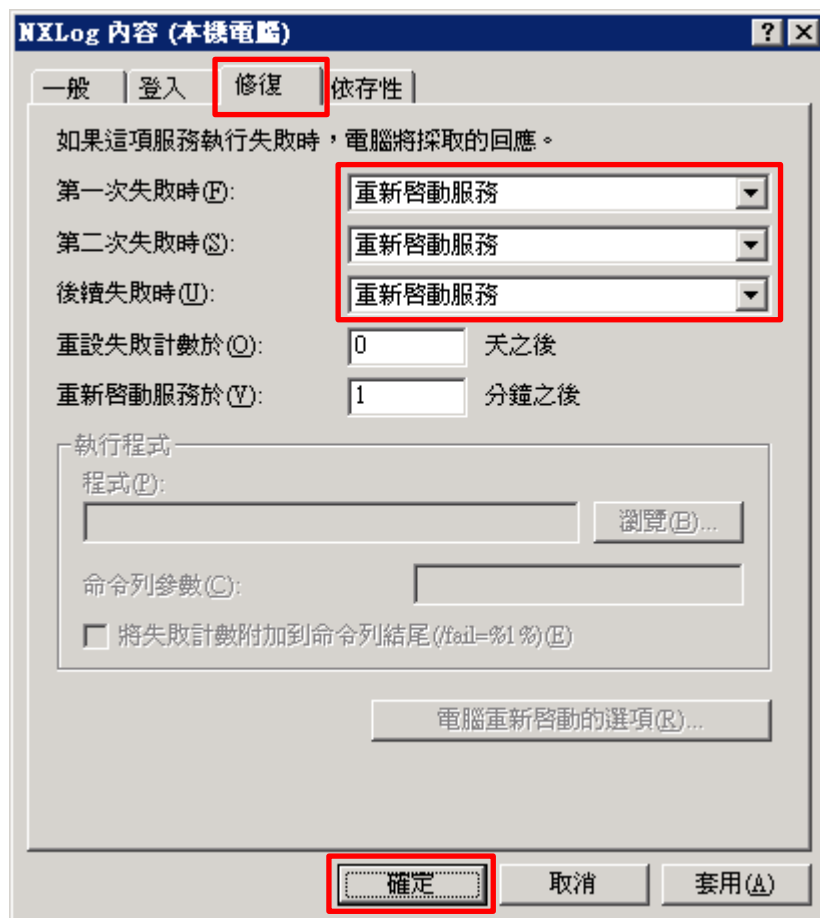 NXLog 內容 (本機電腦)
一般 登入 修復 依存性
如果這項服務執行失敗時，電腦將採取的回應。
第一次失敗時(F): 重新啓動服務
第二次失敗時(S): 重新啓動服務
後續失敗時(U): 重新啓動服務
重設失敗計數於(O): 0 天之後
重新啓動服務於(V): 1 分鐘之後
執行程式
程式(P):
瀏覽(B)...
命令列參數(C):
將失敗計數附加到命令列結尾(/fail=%1%)(E)
電腦重新啓動的選項(R)...
確定 取消 套用(A)